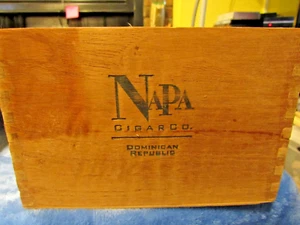 NAPA
CIGAR CO.
DOMINICAN
REPUBLIC